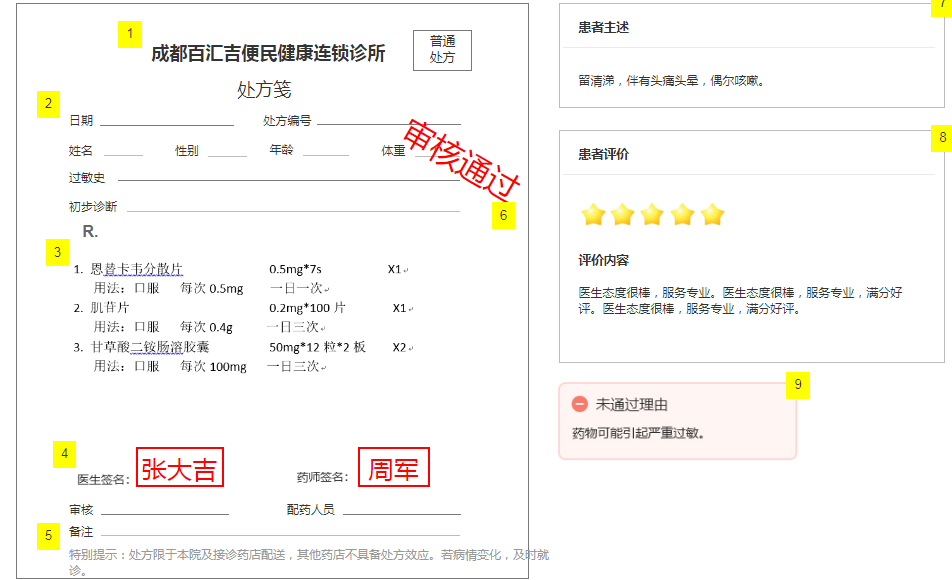 1
成都百汇吉便民健康连锁诊所
普通
处方
处方笺
2
日期 处方编号
姓名 性别 年龄 体重
审核通过
过敏史
6
初步诊断
R.
3
1. 恩替卡韦分散片 0.5mg*7s X1
用法：口服 每次 0.5mg 一日一次
2. 肌苷片 0.2mg*100 片 X1
用法：口服 每次 0.4g 一日三次
3. 甘草酸二铵肠溶胶囊 50mg*12 粒*2 板 X2
用法：口服 每次 100mg 一日三次
4
医生签名： 张大吉 药师签名： 周军
审核 配药人员
5
备注
特别提示：处方限于本院及接诊药店配送，其他药店不具备处方效应。若病情变化，及时就
诊。
7
患者主述
留清涕，伴有头痛头晕，偶尔咳嗽。
8
患者评价
评价内容
医生态度很棒，服务专业。医生态度很棒，服务专业，满分好
评。医生态度很棒，服务专业，满分好评。
9
未通过理由
药物可能引起严重过敏。